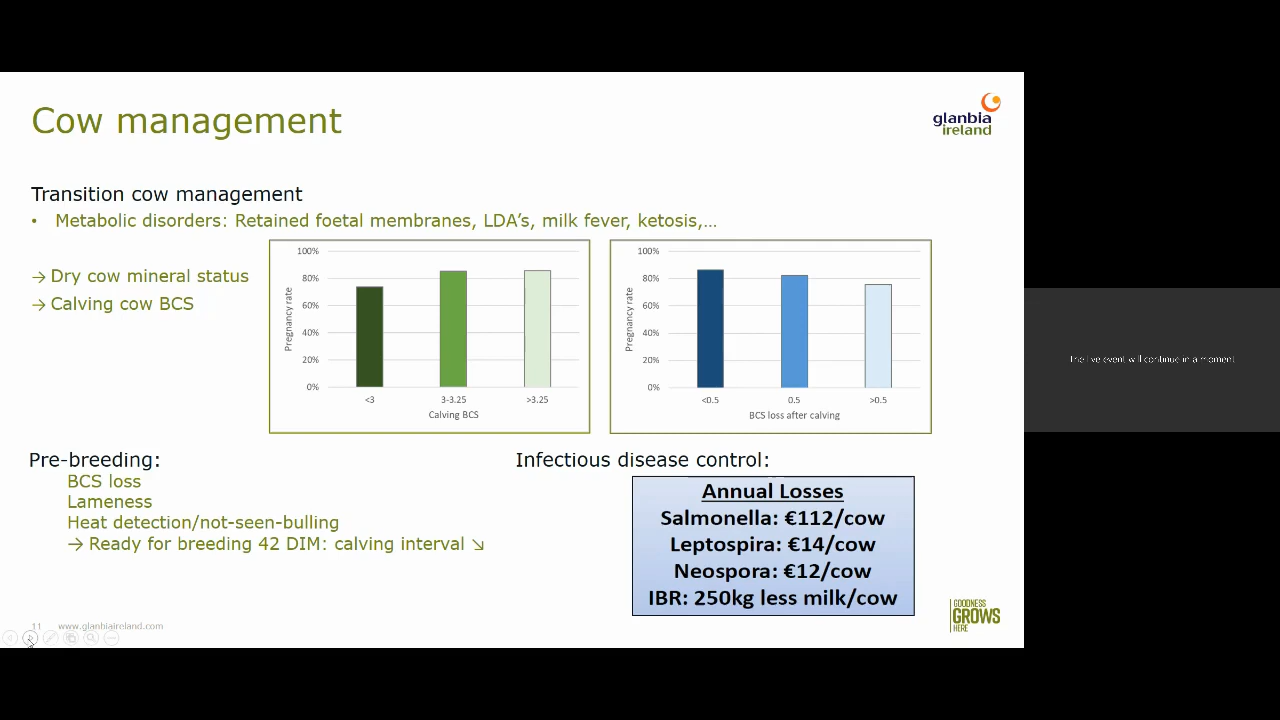 Cow management
glanbia
ireland
Transition cow management
• Metabolic disorders: Retained foetal membranes, LDA's, milk fever, ketosis,...
→ Dry cow mineral status
→ Calving cow BCS
100%
80%
60%
40%
20%
0%
Pregnancy rate
<3
3-3.25
>3.25
Calving BCS
100%
80%
60%
40%
20%
0%
Pregnancy rate
<0.5
0.5
>0.5
BCS loss after calving
The live event will continue in a moment
Pre-breeding:
BCS loss
Lameness
Heat detection/not-seen-bulling
→ Ready for breeding 42 DIM: calving interval ↘
Infectious disease control:
Annual Losses
Salmonella: €112/cow
Leptospira: €14/cow
Neospora: €12/cow
IBR: 250kg less milk/cow
11 www.glanbiaireland.com
GOODNESS
GROWS
HERE